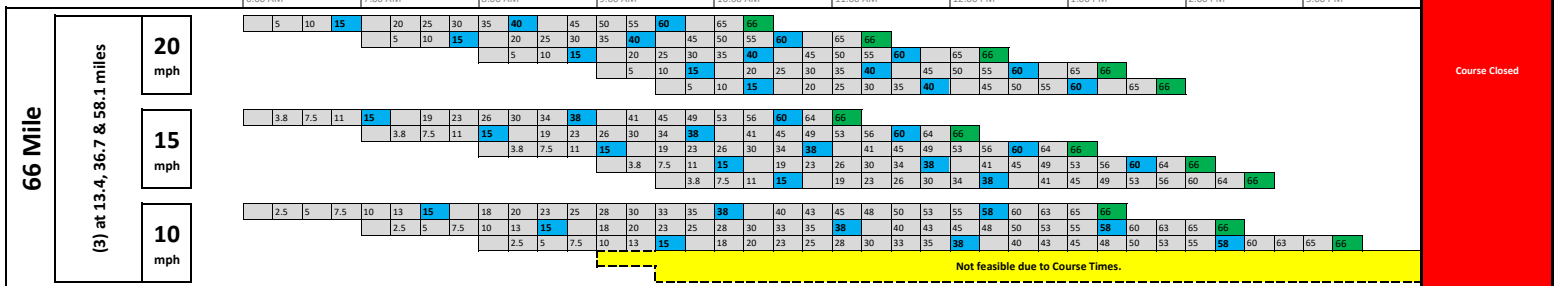 66 Mile
(3) at 13.4, 36.7 & 58.1 miles
20
mph
5 10 15 20 25 30 35 40 45 50 55 60 65 66
5 10 15 20 25 30 35 40 45 50 55 60 65 66
5 10 15 20 25 30 35 40 45 50 55 60 65 66
5 10 15 20 25 30 35 40 45 50 55 60 65 66
5 10 15 20 25 30 35 40 45 50 55 60 65 66
15
mph
3.8 7.5 11 15 19 23 26 30 34 38 41 45 49 53 56 60 64 66
3.8 7.5 11 15 19 23 26 30 34 38 41 45 49 53 56 60 64 66
3.8 7.5 11 15 19 23 26 30 34 38 41 45 49 53 56 60 64 66
3.8 7.5 11 15 19 23 26 30 34 38 41 45 49 53 56 60 64 66
3.8 7.5 11 15 19 23 26 30 34 38 41 45 49 53 56 60 64 66
10
mph
2.5 5 7.5 10 13 15 18 20 23 25 28 30 33 35 38 40 43 45 48 50 53 55 58 60 63 65 66
2.5 5 7.5 10 13 15 18 20 23 25 28 30 33 35 38 40 43 45 48 50 53 55 58 60 63 65 66
2.5 5 7.5 10 13 15 18 20 23 25 28 30 33 35 38 40 43 45 48 50 53 55 58 60 63 65 66
Not feasible due to Course Times.
Course Closed